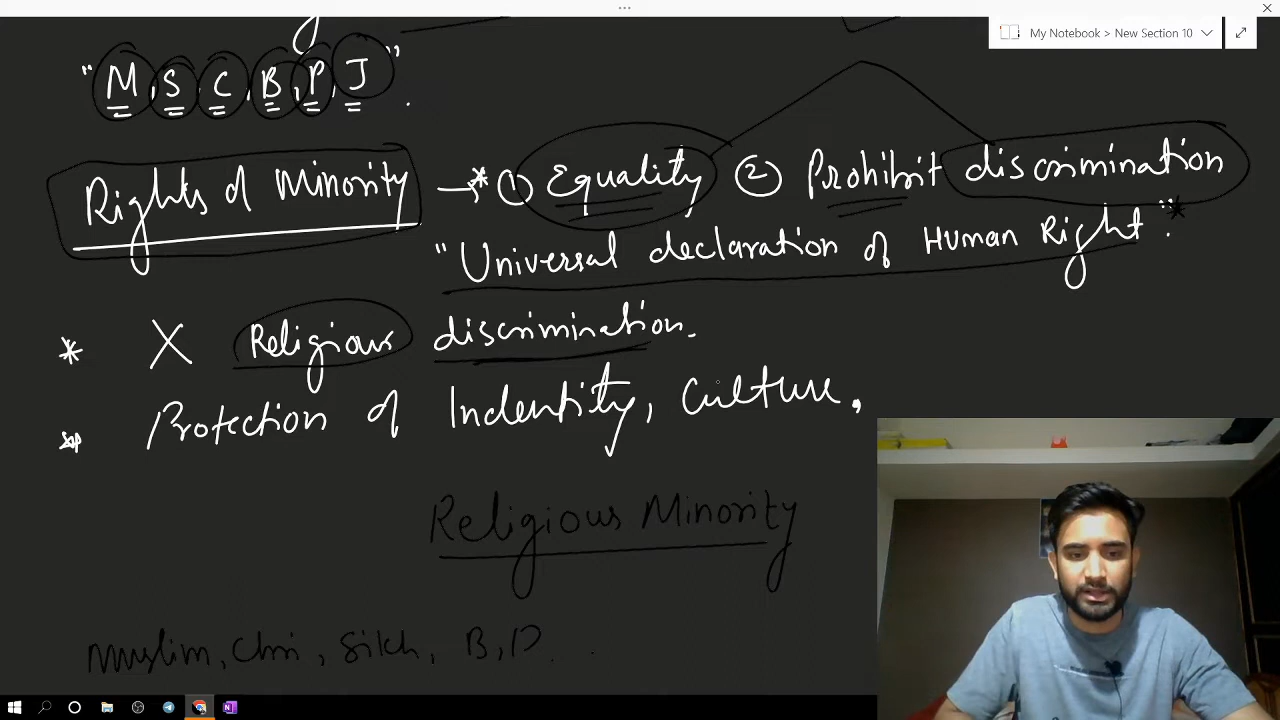 My Notebook > New Section 10
"M, S, C, B, P, J".
Rights of Minority → * ① Equality ② Prohibit discrimination
"Universal declaration of Human Right". *
* X Religious discrimination.
* Protection of Indentity, Culture,
Religious Minority
Muslim, Chri, Sikh, B, P.